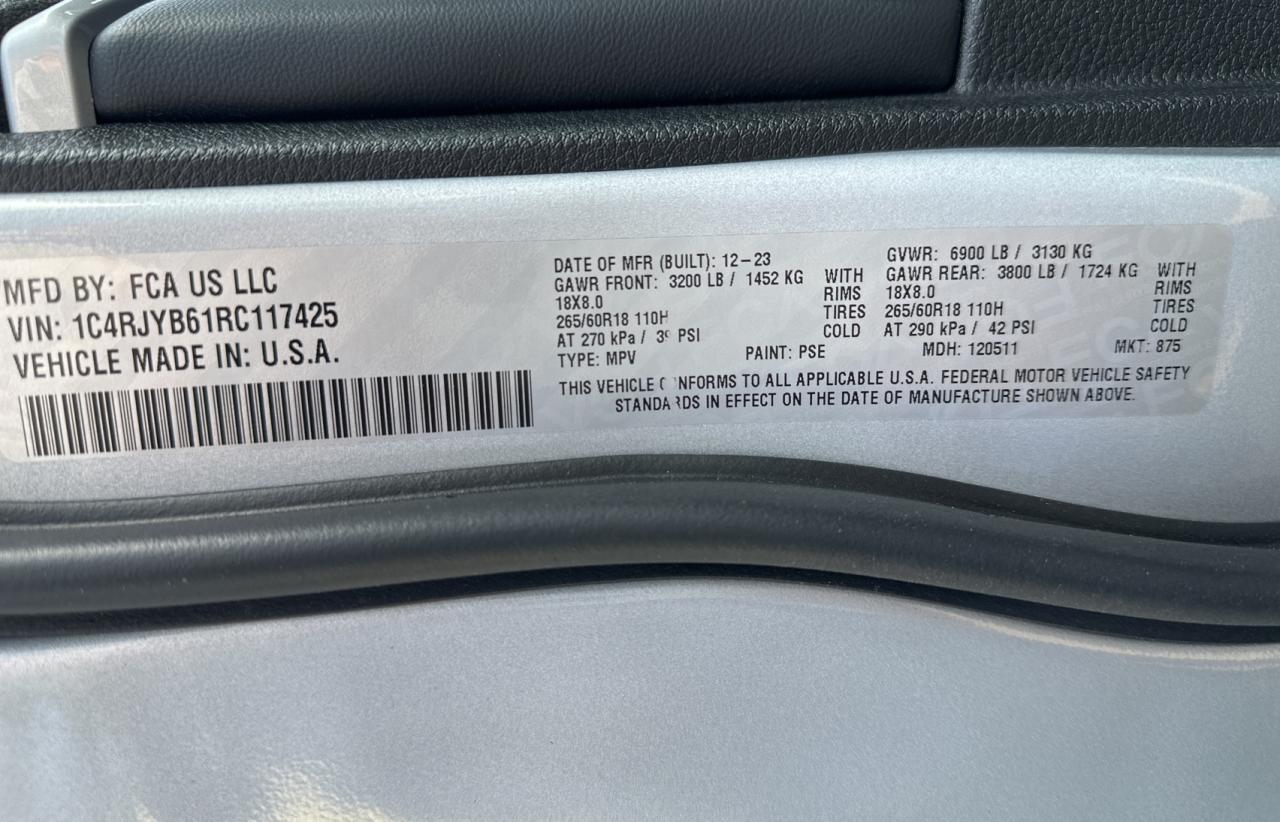 MFD BY: FCA US LLC
VIN: 1C4RJYB61RC117425
VEHICLE MADE IN: U.S.A.
DATE OF MFR (BUILT): 12-23
GAWR FRONT: 3200 LB / 1452 KG WITH
18X8.0 RIMS
265/60R18 110H TIRES
AT 270 kPa / PSI COLD
GVWR: 6900 LB / 3130 KG
GAWR REAR: 3800 LB / 1724 KG WITH
18X8.0 RIMS
265/60R18 110H TIRES
AT 290 kPa / 42 PSI COLD
TYPE: MPV PAINT: PSE MDH: 120511 MKT: 875
THIS VEHICLE C NFORMS TO ALL APPLICABLE U.S.A. FEDERAL MOTOR VEHICLE SAFETY
STANDARDS IN EFFECT ON THE DATE OF MANUFACTURE SHOWN ABOVE.